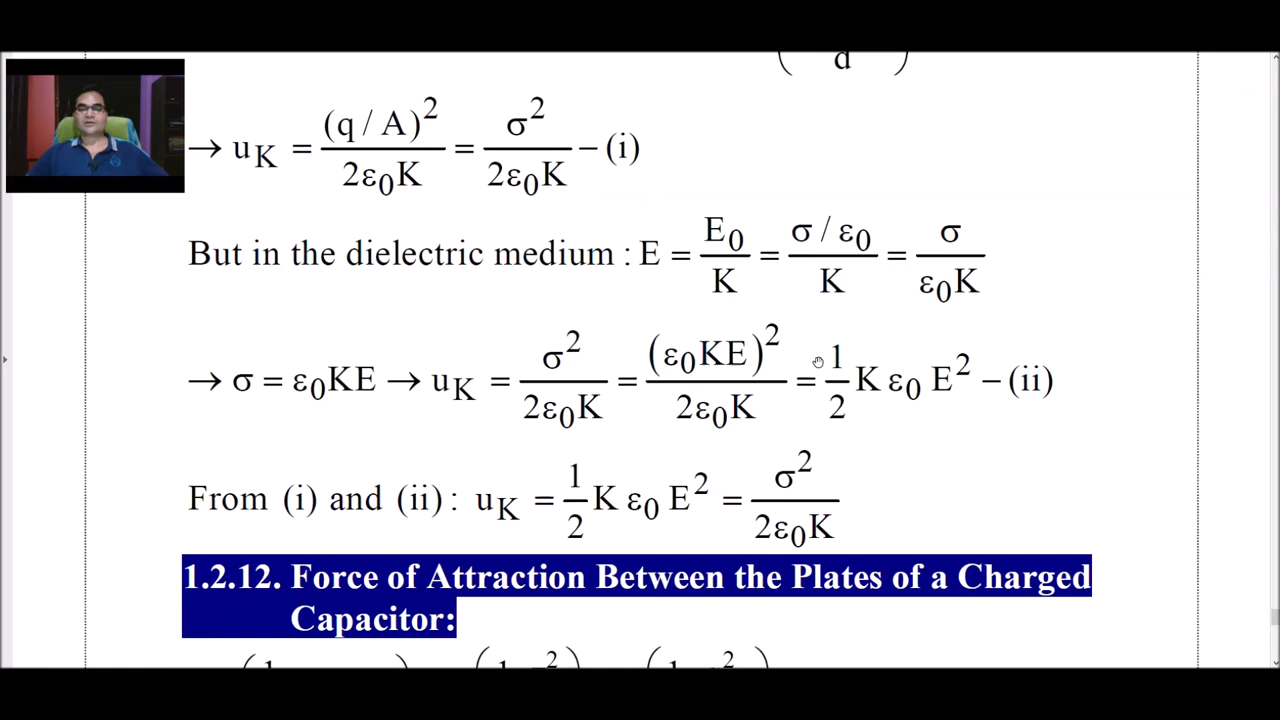 d
→ u_K = (q / A)^2 / 2ε_0K = σ^2 / 2ε_0K − (i)
But in the dielectric medium : E = E_0 / K = σ / ε_0 / K = σ / ε_0K
→ σ = ε_0KE → u_K = σ^2 / 2ε_0K = (ε_0KE)^2 / 2ε_0K = 1/2 K ε_0 E^2 − (ii)
From (i) and (ii) : u_K = 1/2 K ε_0 E^2 = σ^2 / 2ε_0K
1.2.12. Force of Attraction Between the Plates of a Charged
Capacitor: